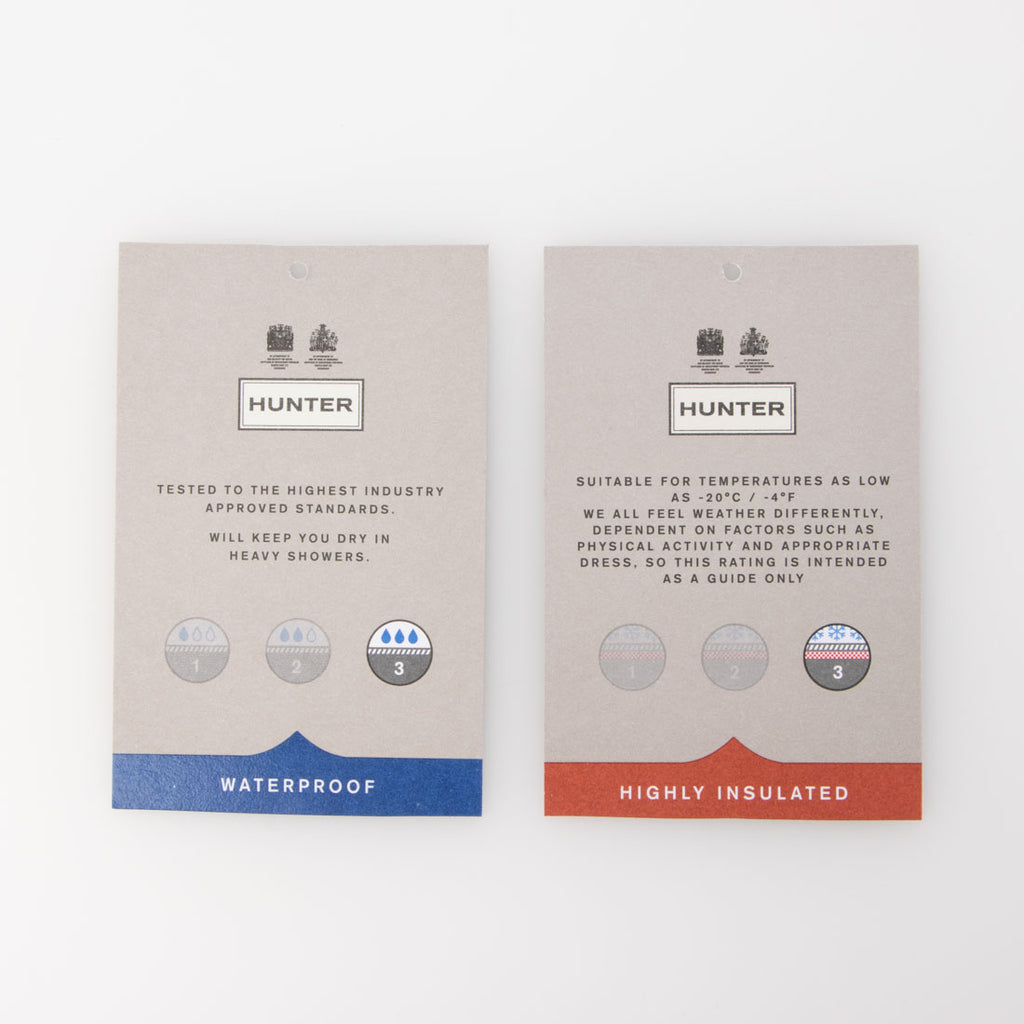 HUNTER
TESTED TO THE HIGHEST INDUSTRY
APPROVED STANDARDS.
WILL KEEP YOU DRY IN
HEAVY SHOWERS.
1
2
3
WATERPROOF
HUNTER
SUITABLE FOR TEMPERATURES AS LOW
AS -20°C / -4°F
WE ALL FEEL WEATHER DIFFERENTLY,
DEPENDENT ON FACTORS SUCH AS
PHYSICAL ACTIVITY AND APPROPRIATE
DRESS, SO THIS RATING IS INTENDED
AS A GUIDE ONLY
1
2
3
HIGHLY INSULATED